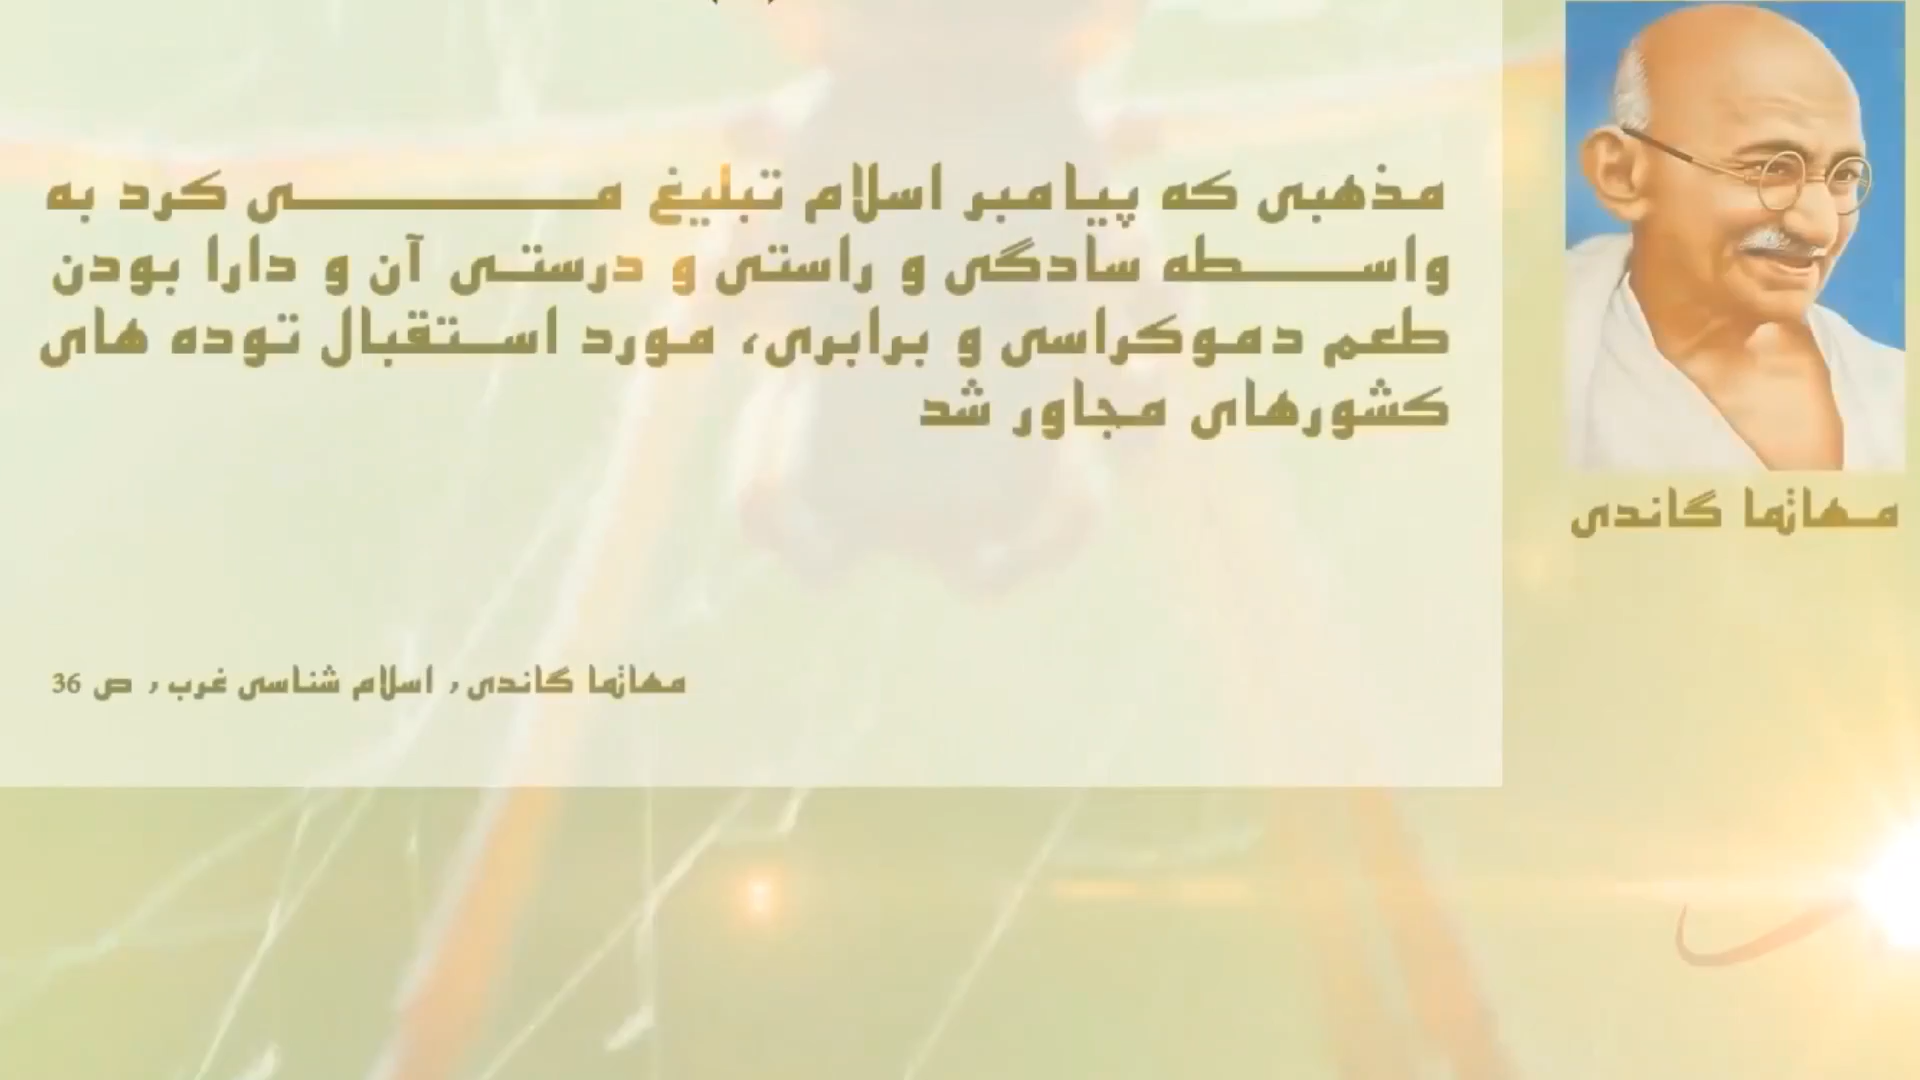 مذهبی که پیامبر اسلام تبلیغ می کرد به
واسطه سادگی و راستی و درستی آن و دارا بودن
طعم دموکراسی و برابری، مورد استقبال توده های
کشورهای مجاور شد
مهاتما گاندی
مهاتما گاندی, اسلام شناسی غرب, ص 36